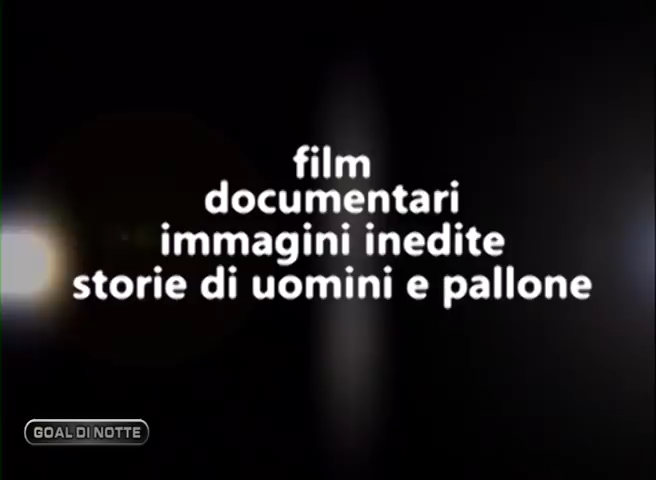 film
documentari
immagini inedite
storie di uomini e pallone
GOAL DI NOTTE